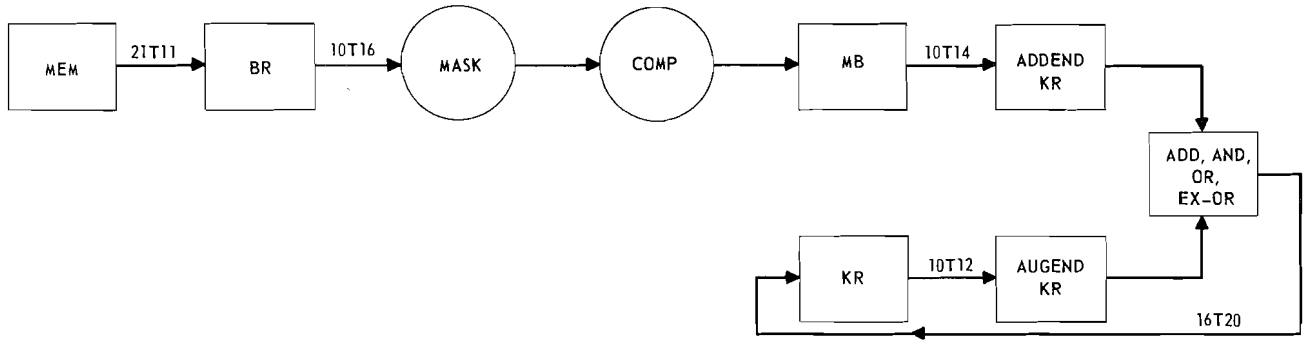 MEM
21T11
BR
10T16
MASK
COMP
MB
10T14
ADDEND
KR
ADD, AND,
OR,
EX-OR
KR
10T12
AUGEND
KR
16T20